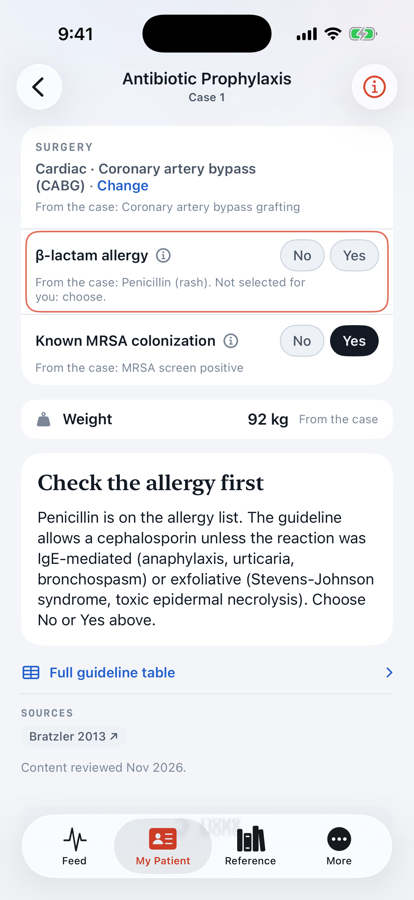 9:41
Antibiotic Prophylaxis
Case 1
SURGERY
Cardiac · Coronary artery bypass
(CABG) · Change
From the case: Coronary artery bypass grafting
β-lactam allergy
No
Yes
From the case: Penicillin (rash). Not selected for
you: choose.
Known MRSA colonization
No
Yes
From the case: MRSA screen positive
Weight
92 kg
From the case
Check the allergy first
Penicillin is on the allergy list. The guideline
allows a cephalosporin unless the reaction was
IgE-mediated (anaphylaxis, urticaria,
bronchospasm) or exfoliative (Stevens-Johnson
syndrome, toxic epidermal necrolysis). Choose
No or Yes above.
Full guideline table
SOURCES
Bratzler 2013 ↗
Content reviewed Nov 2026.
Feed
My Patient
Reference
More